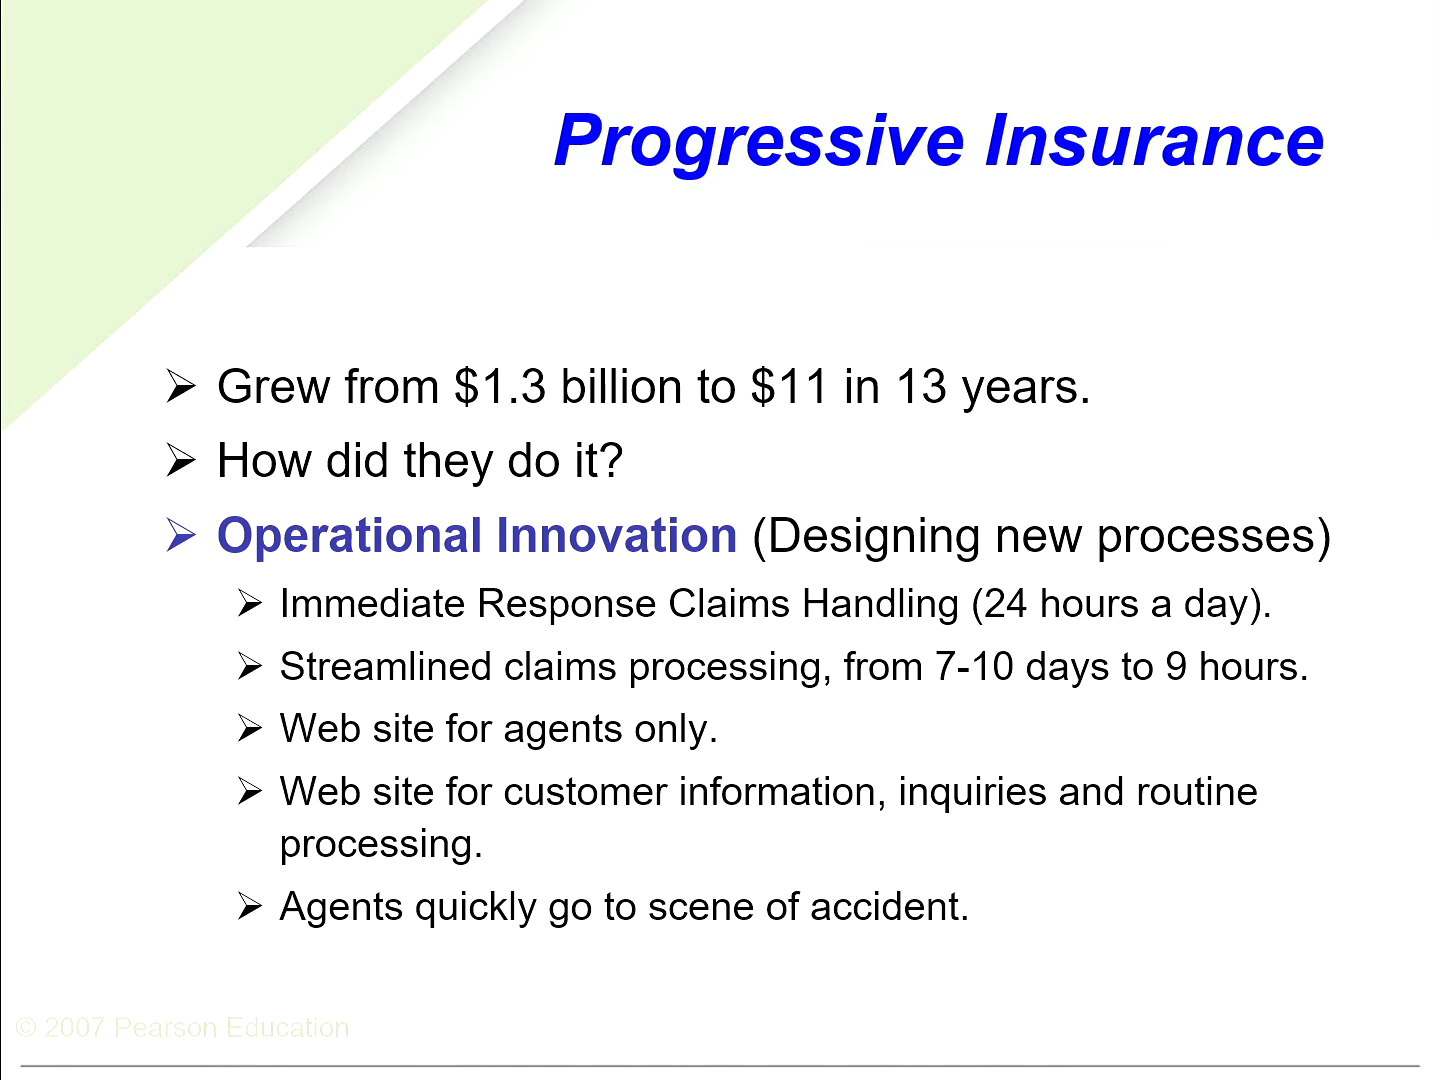 Progressive Insurance
Grew from $1.3 billion to $11 in 13 years.
How did they do it?
Operational Innovation (Designing new processes)
Immediate Response Claims Handling (24 hours a day).
Streamlined claims processing, from 7-10 days to 9 hours.
Web site for agents only.
Web site for customer information, inquiries and routine
processing.
Agents quickly go to scene of accident.
© 2007 Pearson Education